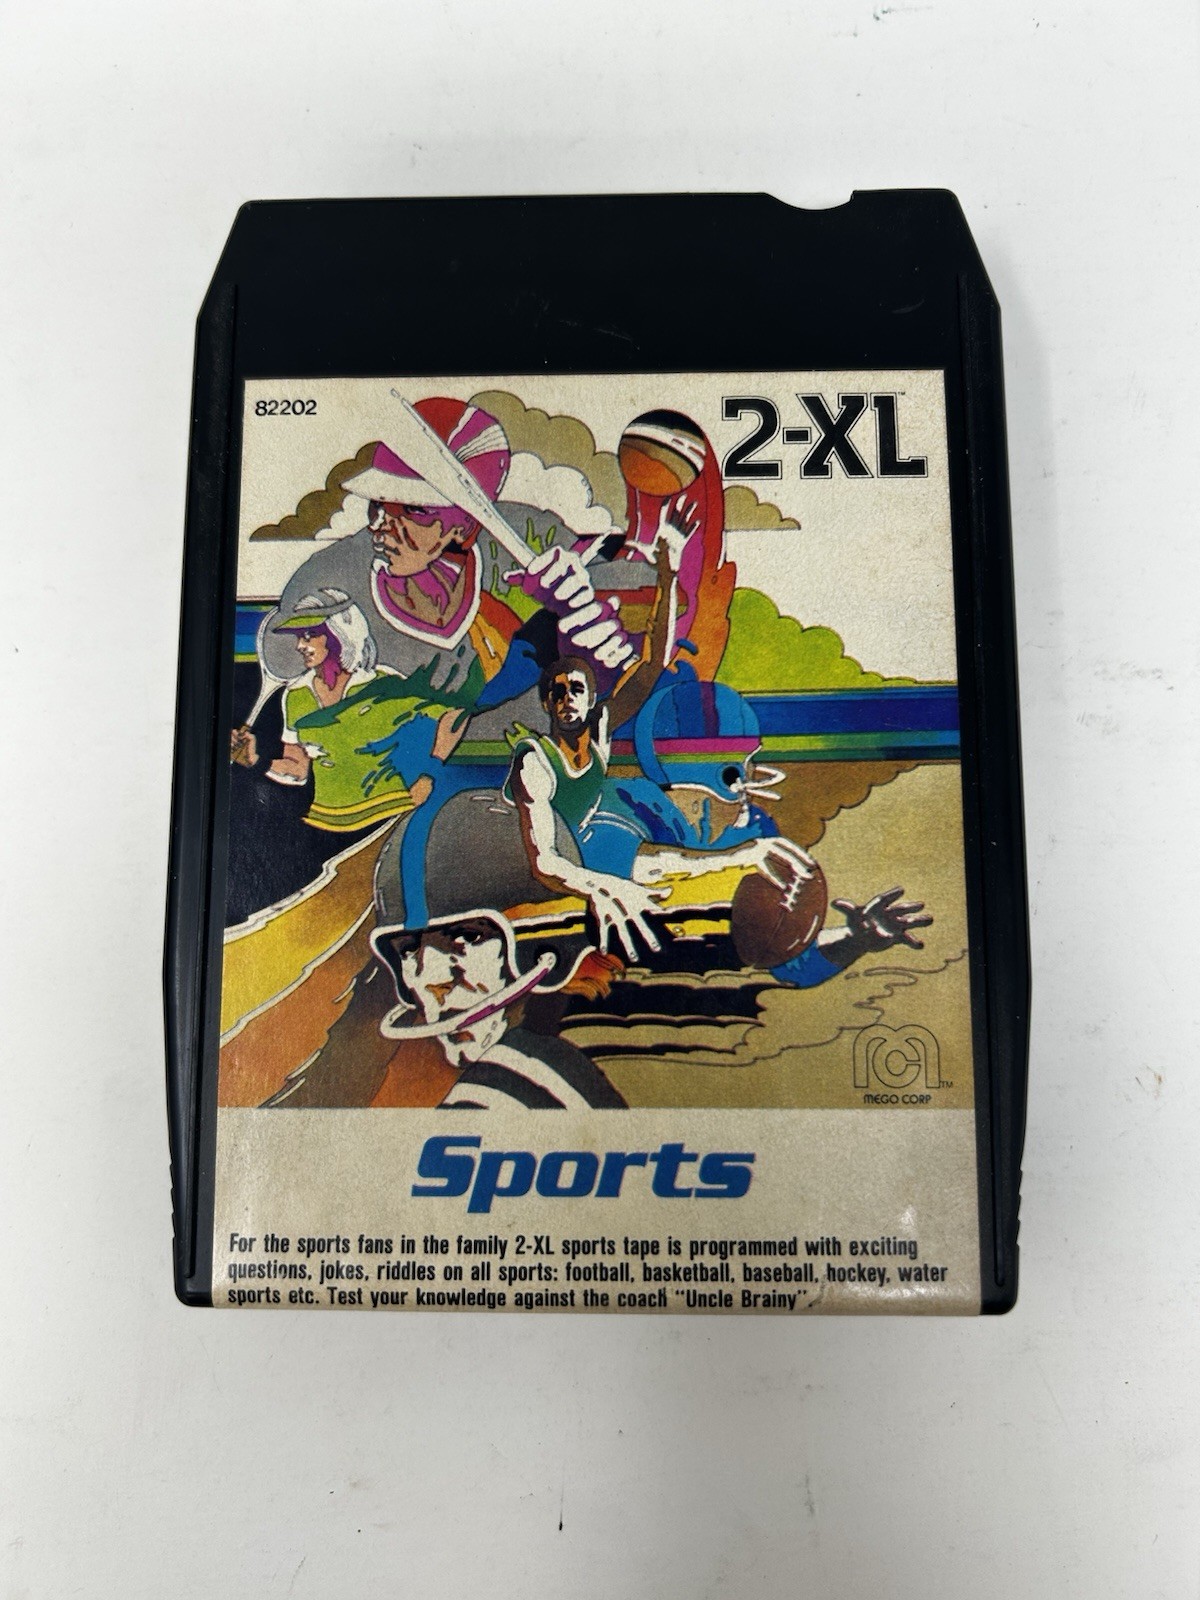 82202
2-XL™
TM
MEGO CORP
Sports
For the sports fans in the family 2-XL sports tape is programmed with exciting
questions, jokes, riddles on all sports: football, basketball, baseball, hockey, water
sports etc. Test your knowledge against the coach "Uncle Brainy".